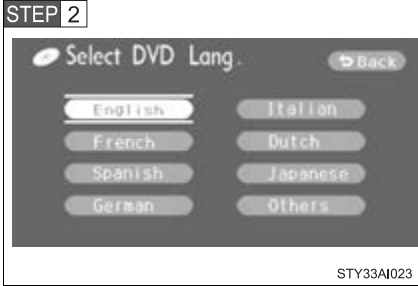 STEP 2
Select DVD Lang. Back
English Italian
French Dutch
Spanish Japanese
German Others
STY33AI023